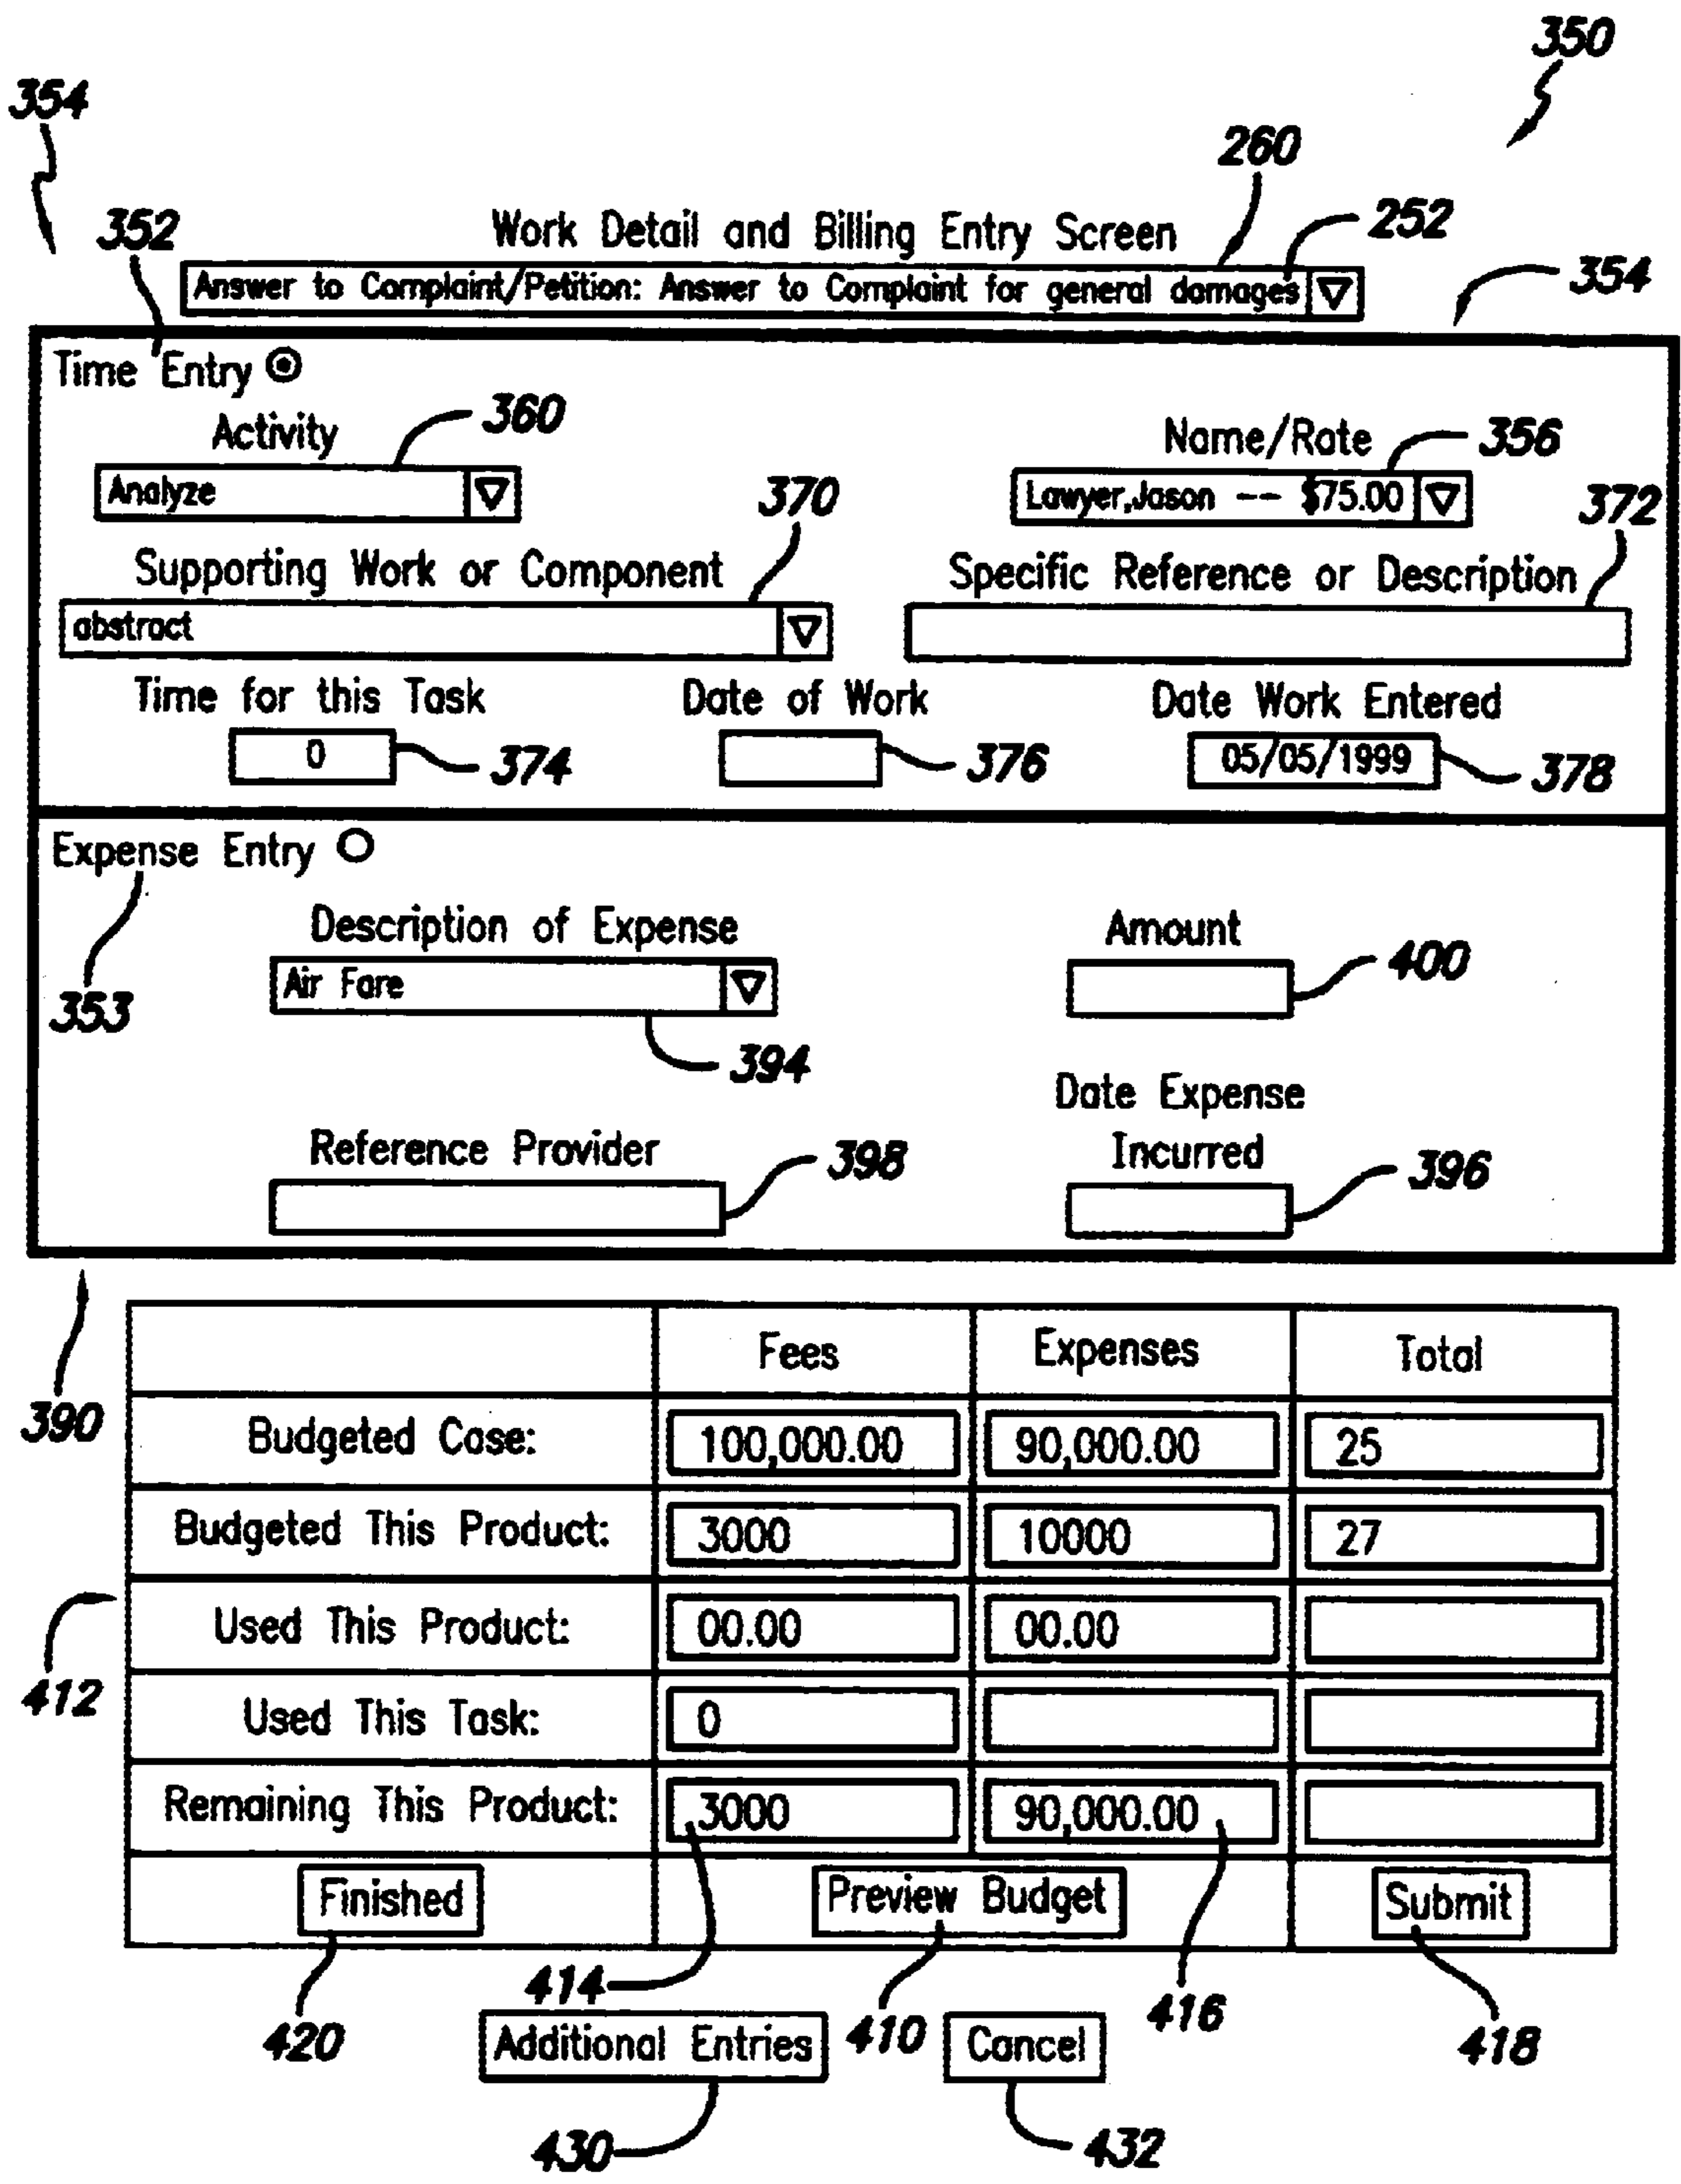 350
354
260
352
Work Detail and Billing Entry Screen
252
Answer to Complaint/Petition: Answer to Complaint for general damages
354
Time Entry
Activity
360
Name/Rate
356
Analyze
370
Lawyer,Jason -- $75.00
372
Supporting Work or Component
Specific Reference or Description
abstract
Time for this Task
Date of Work
Date Work Entered
0
374
376
05/05/1999
378
Expense Entry
353
Description of Expense
Amount
Air Fare
400
394
Date Expense
Reference Provider
398
Incurred
396
390
Fees Expenses Total
Budgeted Case: 100,000.00 90,000.00 25
Budgeted This Product: 3000 10000 27
Used This Product: 00.00 00.00
412
Used This Task: 0
Remaining This Product: 3000 90,000.00
Finished Preview Budget Submit
420
414
410
416
418
Additional Entries
Cancel
430
432